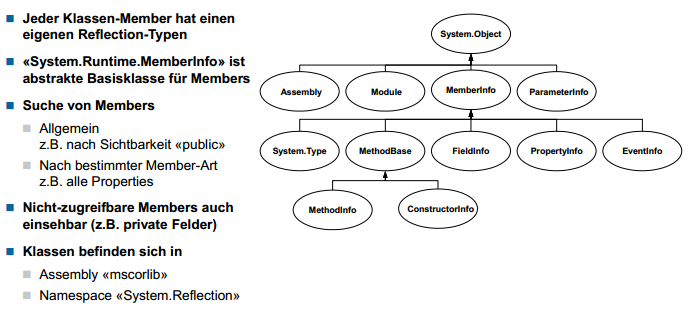 Jeder Klassen-Member hat einen
eigenen Reflection-Typen
«System.Runtime.MemberInfo» ist
abstrakte Basisklasse für Members
Suche von Members
Allgemein
z.B. nach Sichtbarkeit «public»
Nach bestimmter Member-Art
z.B. alle Properties
Nicht-zugreifbare Members auch
einsehbar (z.B. private Felder)
Klassen befinden sich in
Assembly «mscorlib»
Namespace «System.Reflection»
System.Object
Assembly
Module
MemberInfo
ParameterInfo
System.Type
MethodBase
FieldInfo
PropertyInfo
EventInfo
MethodInfo
ConstructorInfo